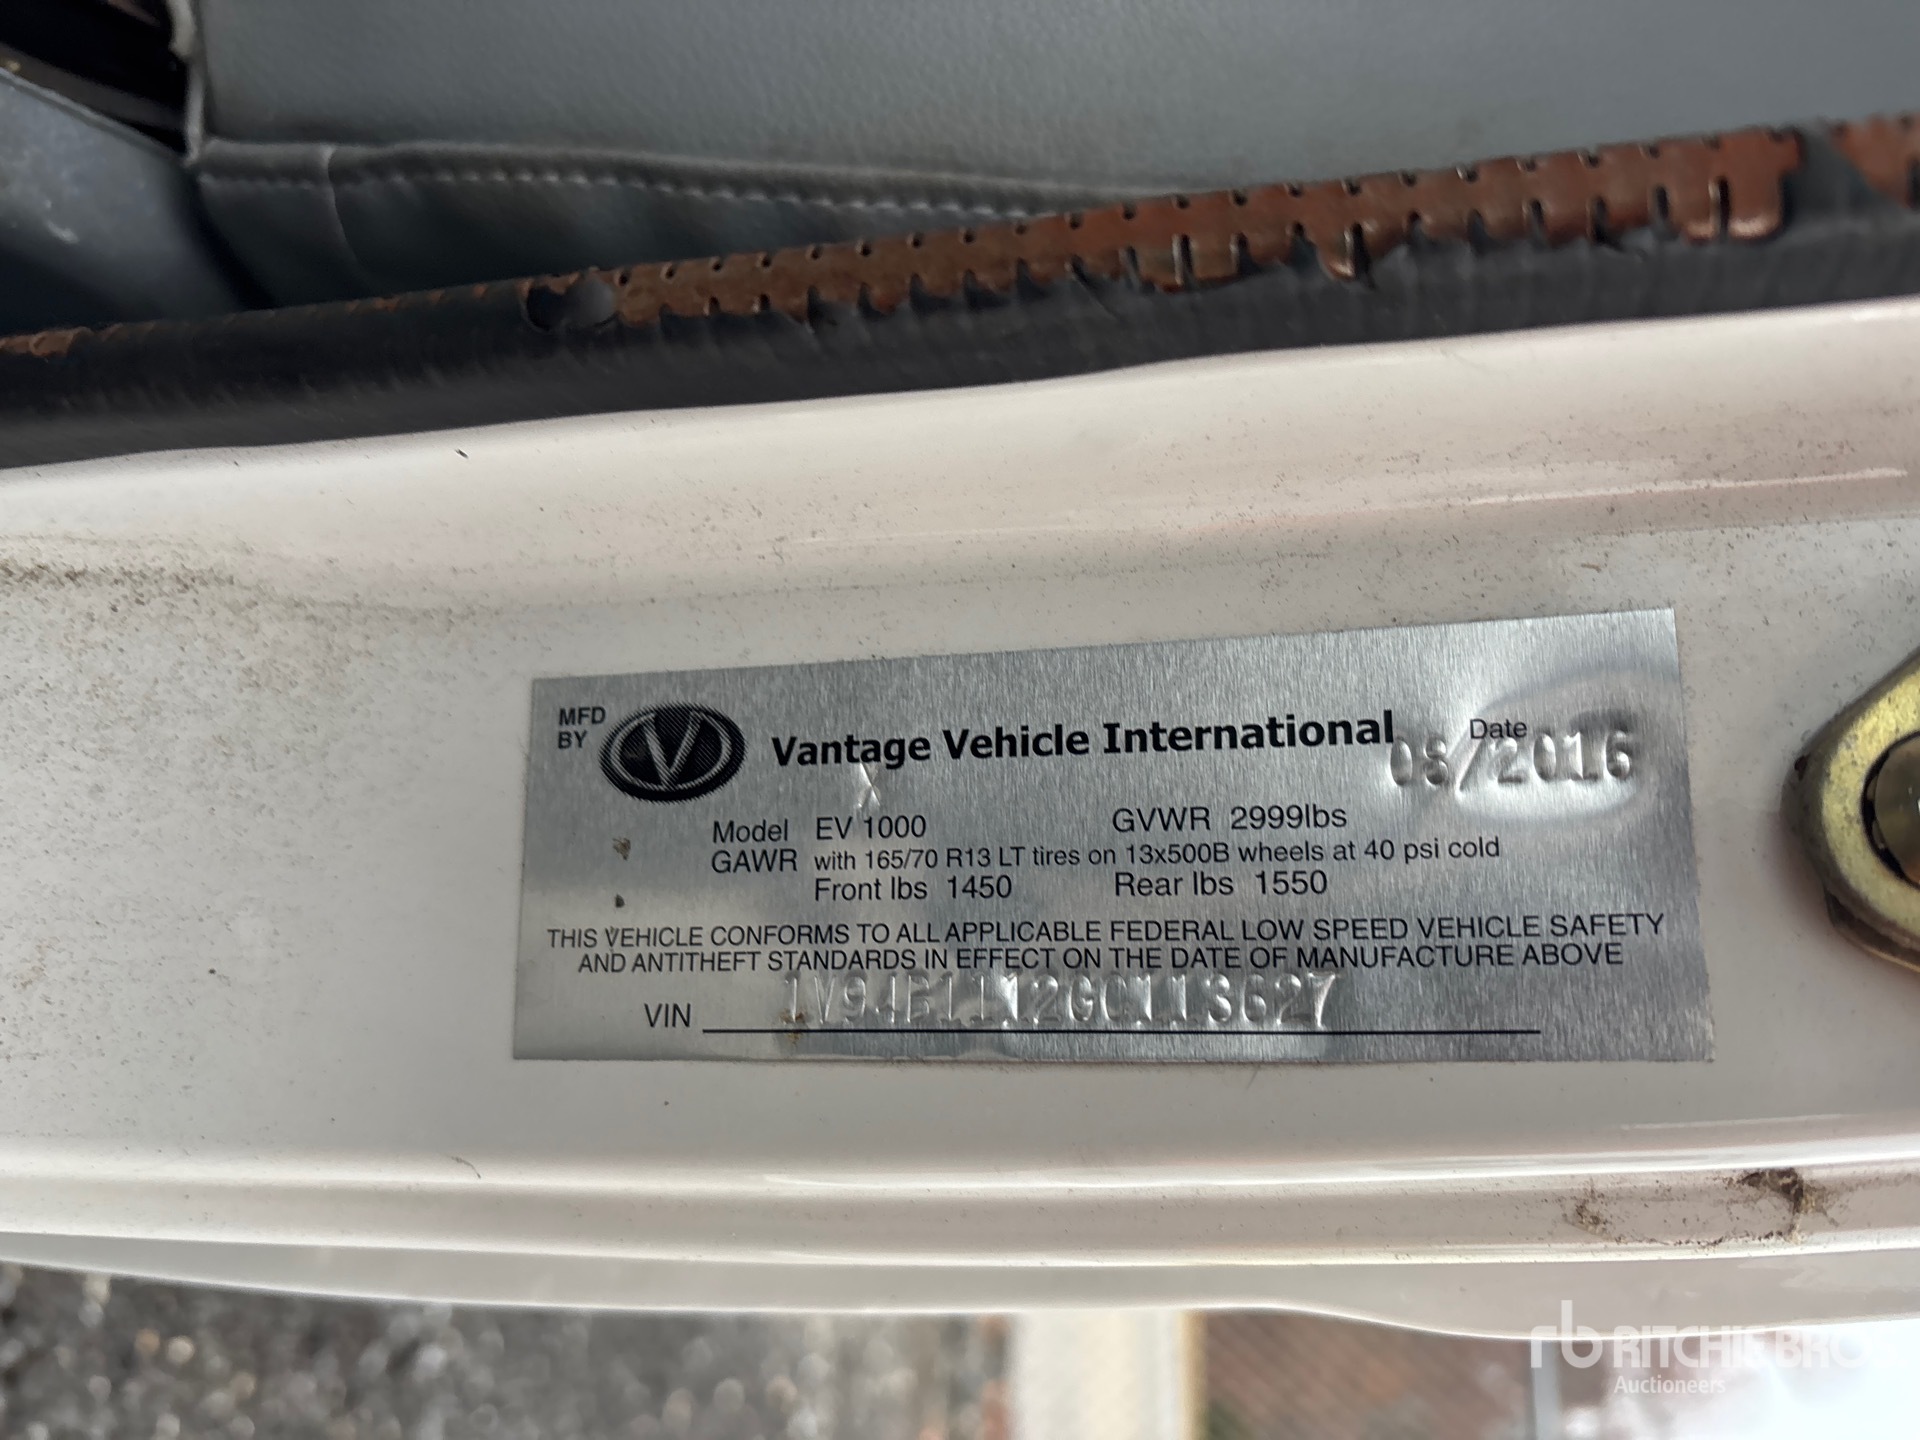 MFD
BY
V
Vantage Vehicle International
Date
08/2016
X
Model EV 1000 GVWR 2999lbs
GAWR with 165/70 R13 LT tires on 13x500B wheels at 40 psi cold
Front lbs 1450 Rear lbs 1550
THIS VEHICLE CONFORMS TO ALL APPLICABLE FEDERAL LOW SPEED VEHICLE SAFETY
AND ANTITHEFT STANDARDS IN EFFECT ON THE DATE OF MANUFACTURE ABOVE
VIN
rb RITCHIE BRO
Auctioneers